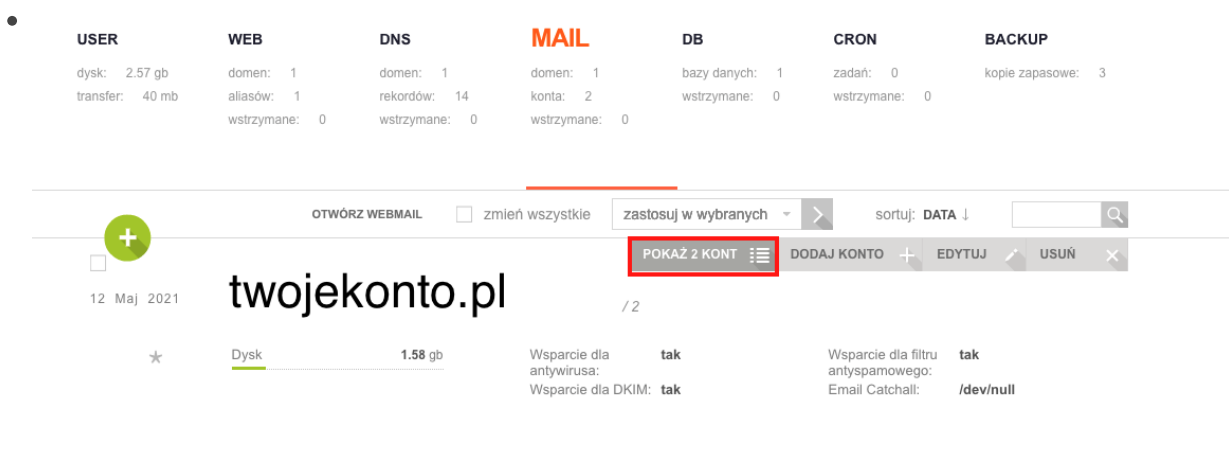 USER WEB DNS MAIL DB CRON BACKUP
dysk: 2.57 gb domen: 1 domen: 1 domen: 1 bazy danych: 1 zadań: 0 kopie zapasowe: 3
transfer: 40 mb aliasów: 1 rekordów: 14 konta: 2 wstrzymane: 0 wstrzymane: 0
wstrzymane: 0 wstrzymane: 0 wstrzymane: 0
OTWÓRZ WEBMAIL zmień wszystkie zastosuj w wybranych sortuj: DATA ↓
POKAŻ 2 KONT DODAJ KONTO EDYTUJ USUŃ
12 Maj 2021 twojekonto.pl / 2
Dysk 1.58 gb Wsparcie dla tak Wsparcie dla filtru tak
antywirusa: antyspamowego:
Wsparcie dla DKIM: tak Email Catchall: /dev/null